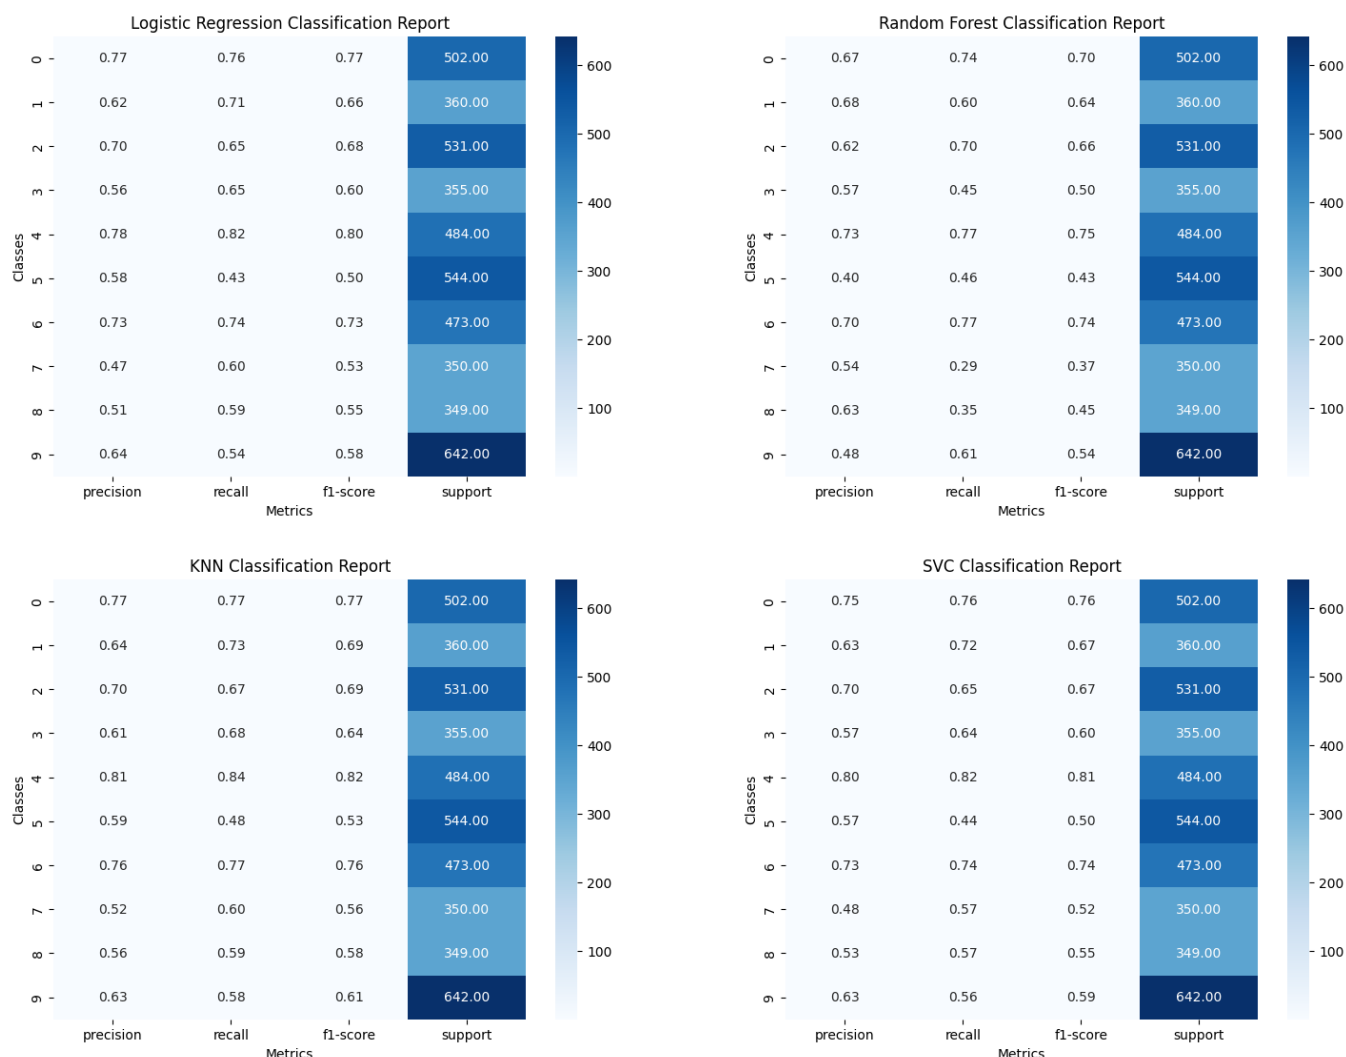 Logistic Regression Classification Report
0 0.77 0.76 0.77 502.00
1 0.62 0.71 0.66 360.00
2 0.70 0.65 0.68 531.00
3 0.56 0.65 0.60 355.00
4 0.78 0.82 0.80 484.00
5 0.58 0.43 0.50 544.00
6 0.73 0.74 0.73 473.00
7 0.47 0.60 0.53 350.00
8 0.51 0.59 0.55 349.00
9 0.64 0.54 0.58 642.00
Classes
precision recall f1-score support
Metrics
600
500
400
300
200
100
Random Forest Classification Report
0 0.67 0.74 0.70 502.00
1 0.68 0.60 0.64 360.00
2 0.62 0.70 0.66 531.00
3 0.57 0.45 0.50 355.00
4 0.73 0.77 0.75 484.00
5 0.40 0.46 0.43 544.00
6 0.70 0.77 0.74 473.00
7 0.54 0.29 0.37 350.00
8 0.63 0.35 0.45 349.00
9 0.48 0.61 0.54 642.00
Classes
precision recall f1-score support
Metrics
600
500
400
300
200
100
KNN Classification Report
0 0.77 0.77 0.77 502.00
1 0.64 0.73 0.69 360.00
2 0.70 0.67 0.69 531.00
3 0.61 0.68 0.64 355.00
4 0.81 0.84 0.82 484.00
5 0.59 0.48 0.53 544.00
6 0.76 0.77 0.76 473.00
7 0.52 0.60 0.56 350.00
8 0.56 0.59 0.58 349.00
9 0.63 0.58 0.61 642.00
Classes
precision recall f1-score support
Metrics
600
500
400
300
200
100
SVC Classification Report
0 0.75 0.76 0.76 502.00
1 0.63 0.72 0.67 360.00
2 0.70 0.65 0.67 531.00
3 0.57 0.64 0.60 355.00
4 0.80 0.82 0.81 484.00
5 0.57 0.44 0.50 544.00
6 0.73 0.74 0.74 473.00
7 0.48 0.57 0.52 350.00
8 0.53 0.57 0.55 349.00
9 0.63 0.56 0.59 642.00
Classes
precision recall f1-score support
Metrics
600
500
400
300
200
100